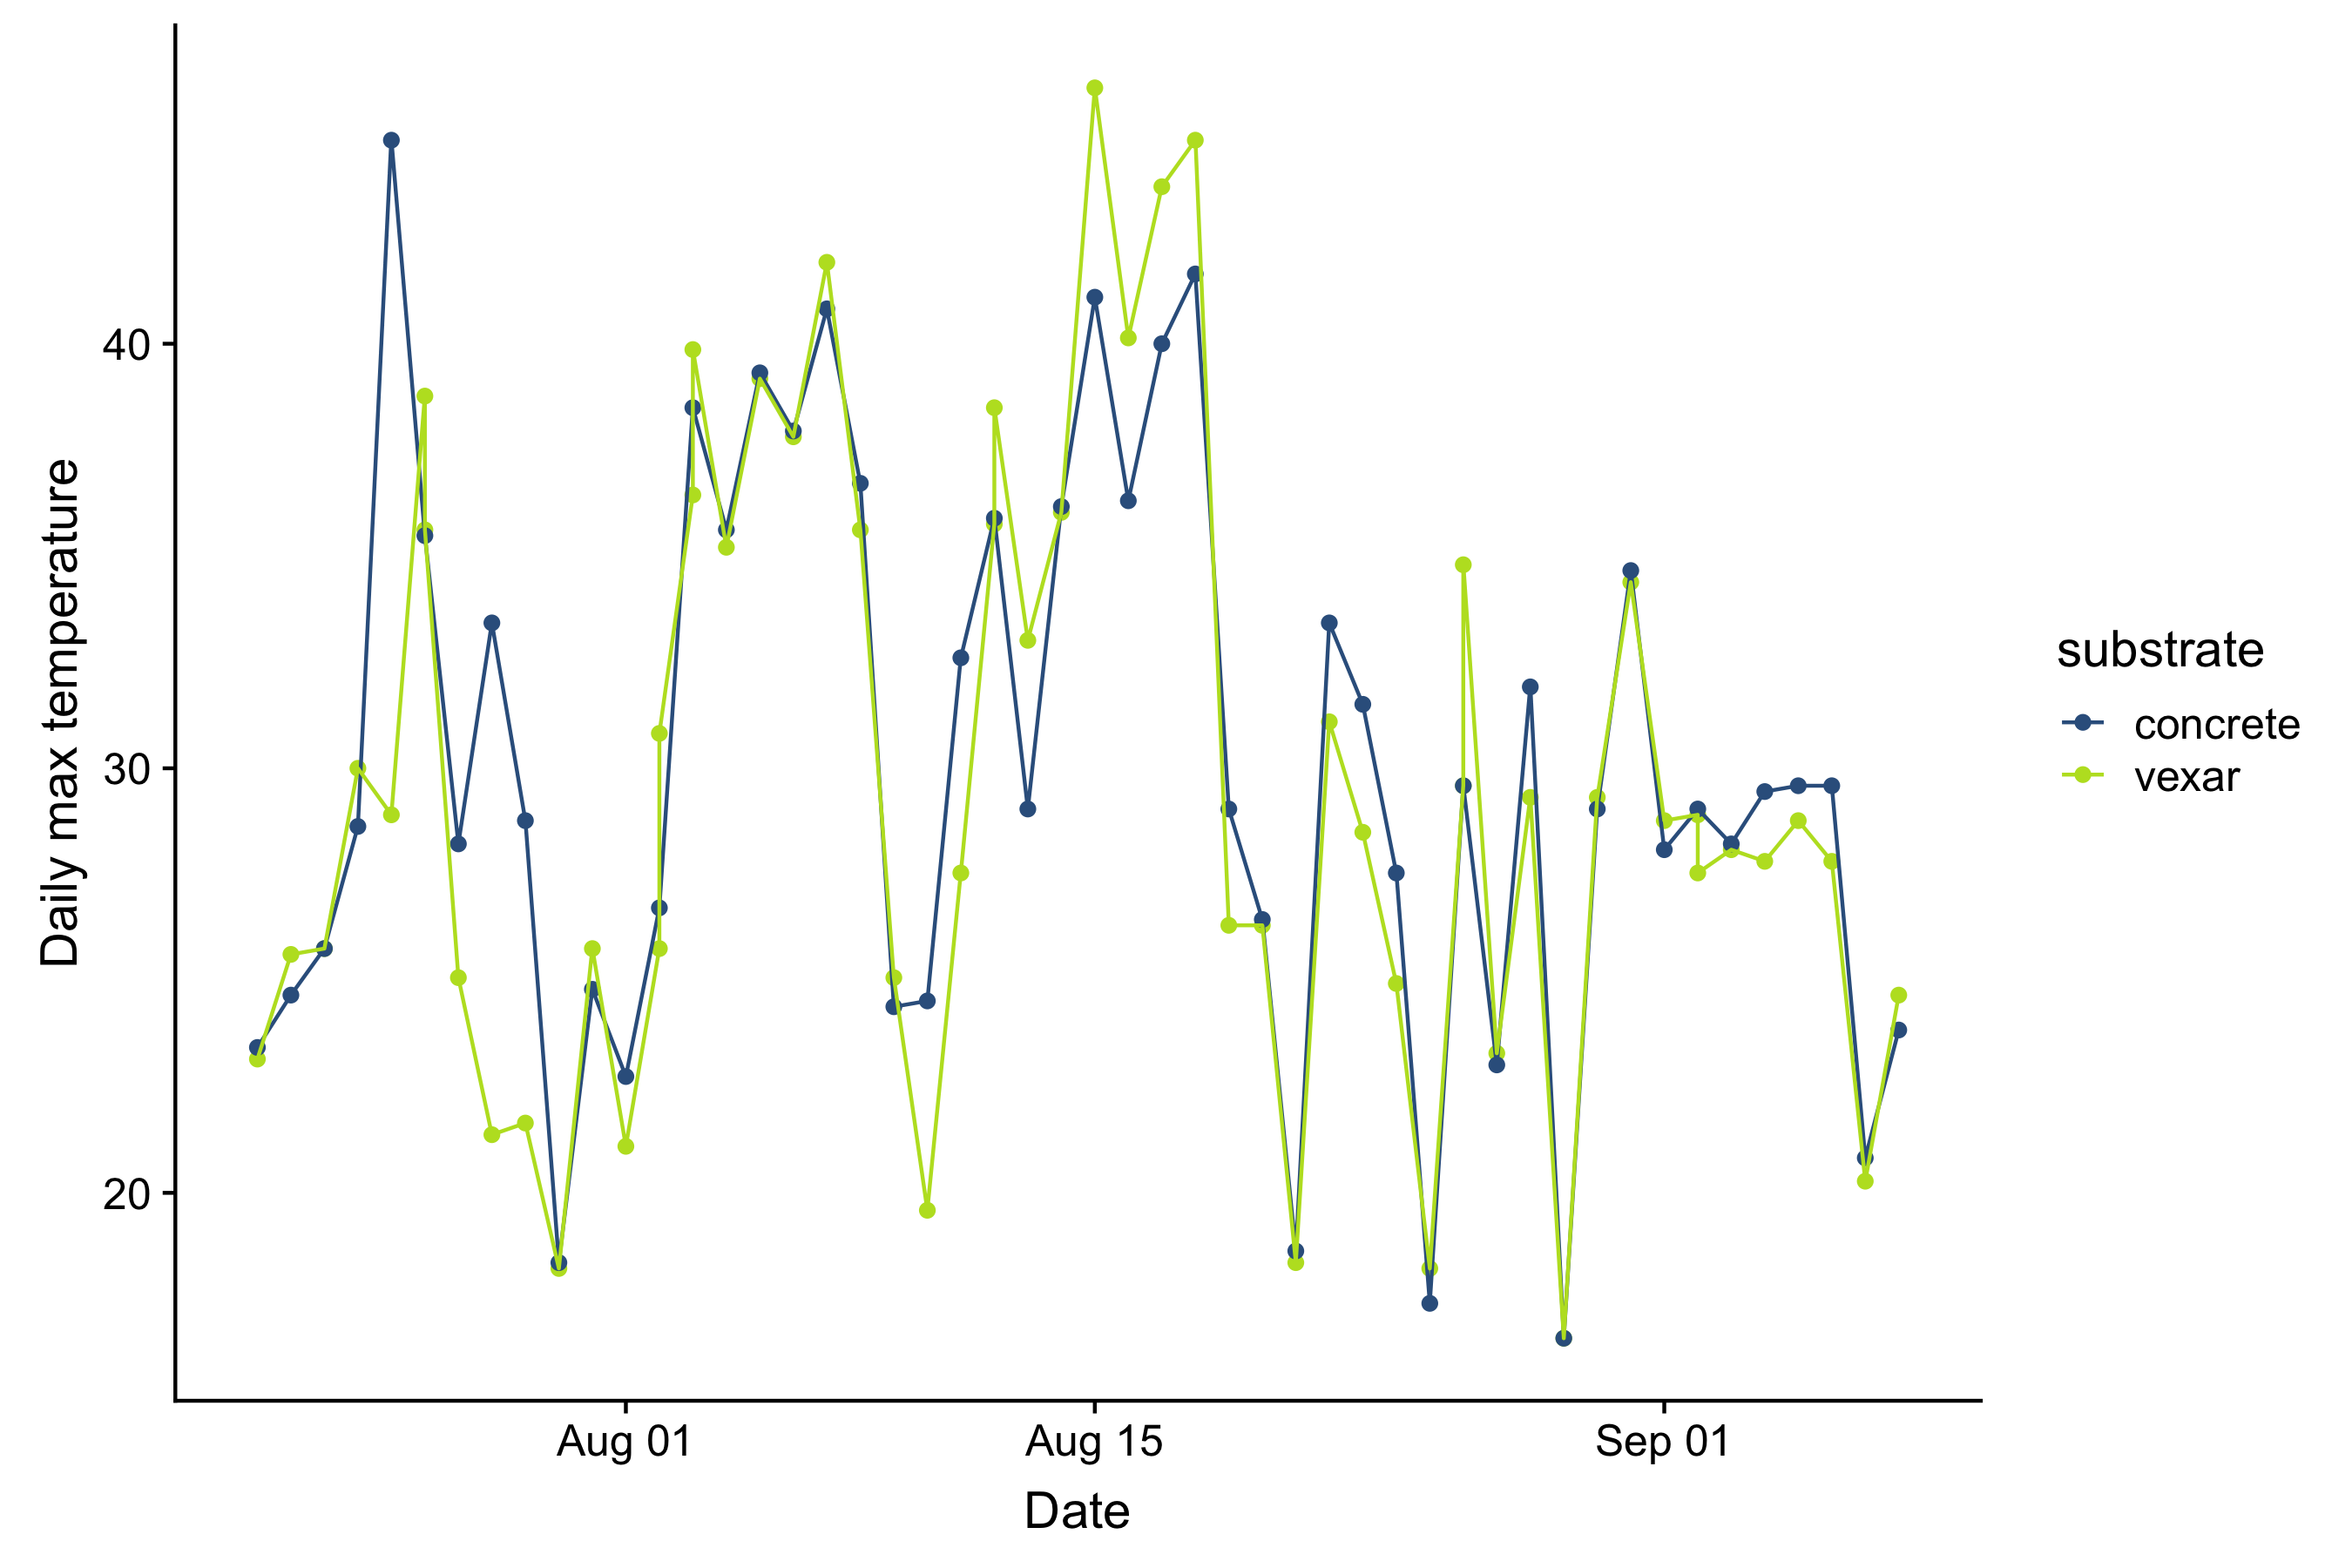 Daily max temperature
40
30
20
Aug 01
Aug 15
Sep 01
Date
substrate
concrete
vexar